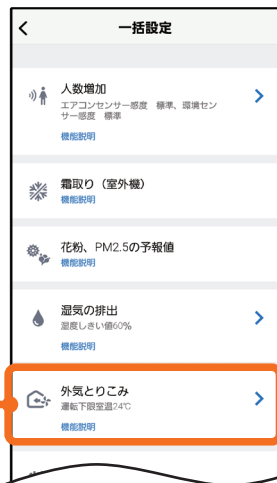 一括設定
人数増加
エアコンセンサー感度　標準、環境セン
サー感度　標準
機能説明
霜取り（室外機）
機能説明
花粉、PM2.5の予報値
機能説明
湿気の排出
湿度しきい値60%
機能説明
外気とりこみ
運転下限室温24℃
機能説明